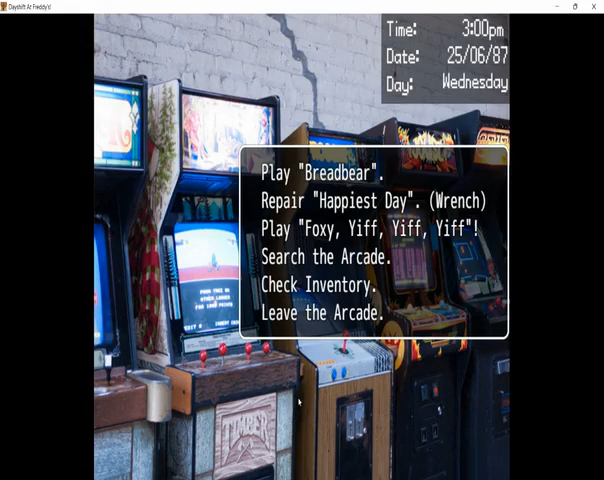 Dayshift At Freddy's!
Time: 3:00pm
Date: 25/06/87
Day: Wednesday
Play "Breadbear".
Repair "Happiest Day". (Wrench)
Play "Foxy, Yiff, Yiff, Yiff"!
Search the Arcade.
Check Inventory.
Leave the Arcade.
TIMBER